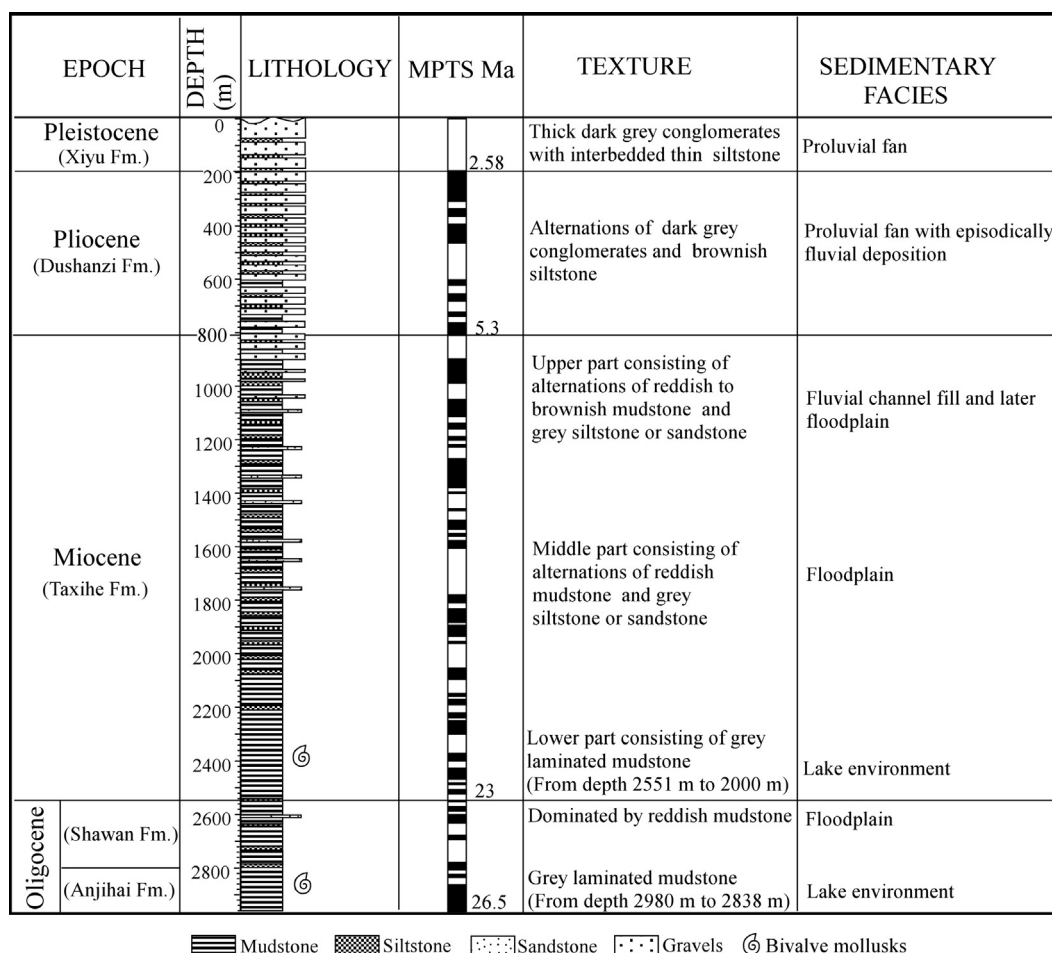 EPOCH
DEPTH
(m)
LITHOLOGY
MPTS Ma
TEXTURE
SEDIMENTARY
FACIES
Pleistocene
(Xiyu Fm.)
0
2.58
Thick dark grey conglomerates
with interbedded thin siltstone
Proluvial fan
Pliocene
(Dushanzi Fm.)
200
400
600
5.3
Alternations of dark grey
conglomerates and brownish
siltstone
Proluvial fan with episodically
fluvial deposition
Miocene
(Taxihe Fm.)
800
1000
1200
1400
1600
1800
2000
2200
2400
23
Upper part consisting of
alternations of reddish to
brownish mudstone and
grey siltstone or sandstone
Fluvial channel fill and later
floodplain
Middle part consisting of
alternations of reddish
mudstone and grey
siltstone or sandstone
Floodplain
Lower part consisting of grey
laminated mudstone
(From depth 2551 m to 2000 m)
Lake environment
Oligocene
(Shawan Fm.)
2600
Dominated by reddish mudstone
Floodplain
(Anjihai Fm.)
2800
26.5
Grey laminated mudstone
(From depth 2980 m to 2838 m)
Lake environment
Mudstone
Siltstone
Sandstone
Gravels
Bivalve mollusks